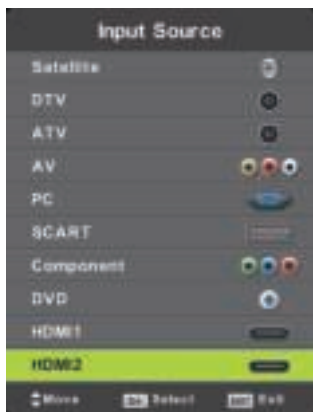 Input Source
Satellite
DTV
ATV
AV
PC
SCART
Component
DVD
HDMI1
HDMI2
Move Select Exit